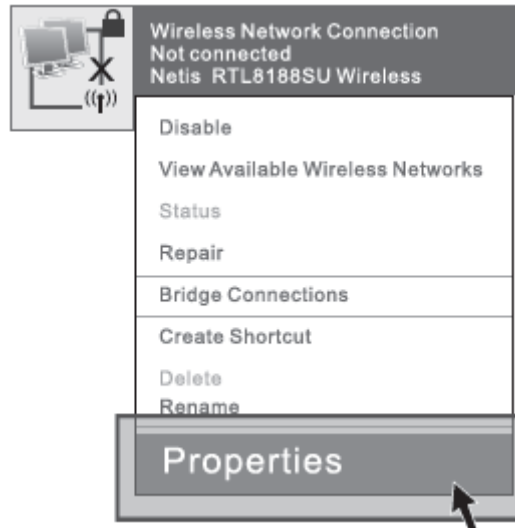 Wireless Network Connection
Not connected
Netis RTL8188SU Wireless
Disable
View Available Wireless Networks
Status
Repair
Bridge Connections
Create Shortcut
Delete
Rename
Properties